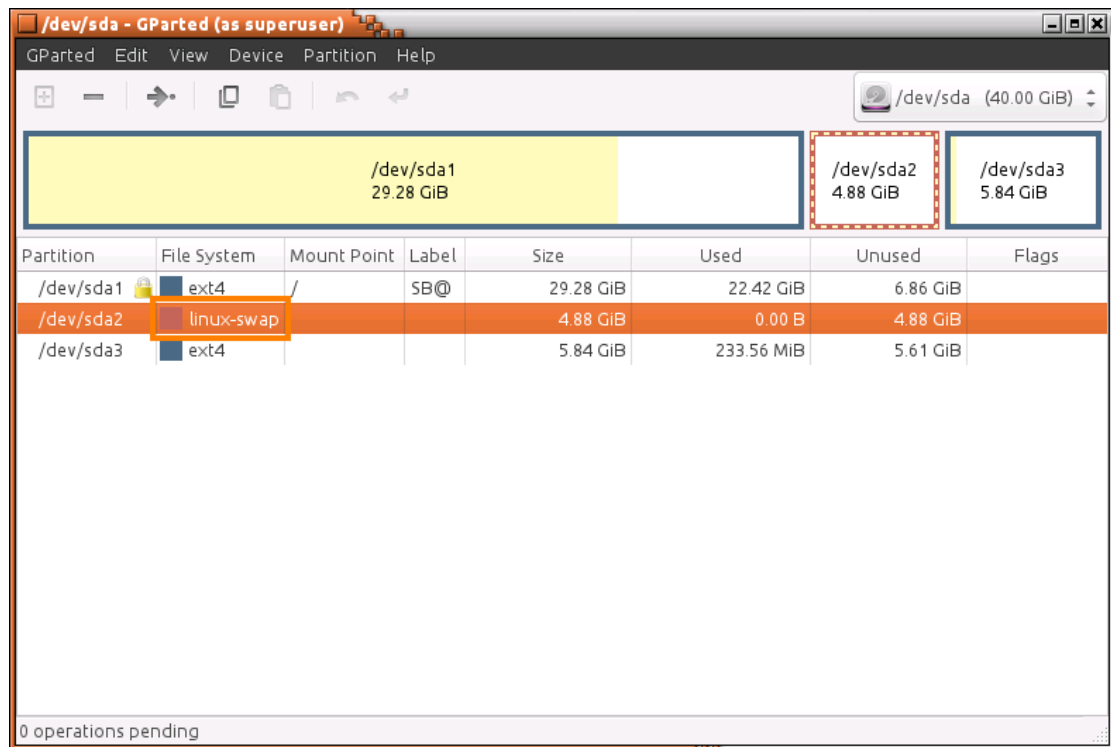 /dev/sda - GParted (as superuser)
GParted Edit View Device Partition Help
/dev/sda (40.00 GiB)
/dev/sda1
29.28 GiB
/dev/sda2
4.88 GiB
/dev/sda3
5.84 GiB
Partition File System Mount Point Label Size Used Unused Flags
/dev/sda1 ext4 / SB@ 29.28 GiB 22.42 GiB 6.86 GiB
/dev/sda2 linux-swap 4.88 GiB 0.00 B 4.88 GiB
/dev/sda3 ext4 5.84 GiB 233.56 MiB 5.61 GiB
0 operations pending